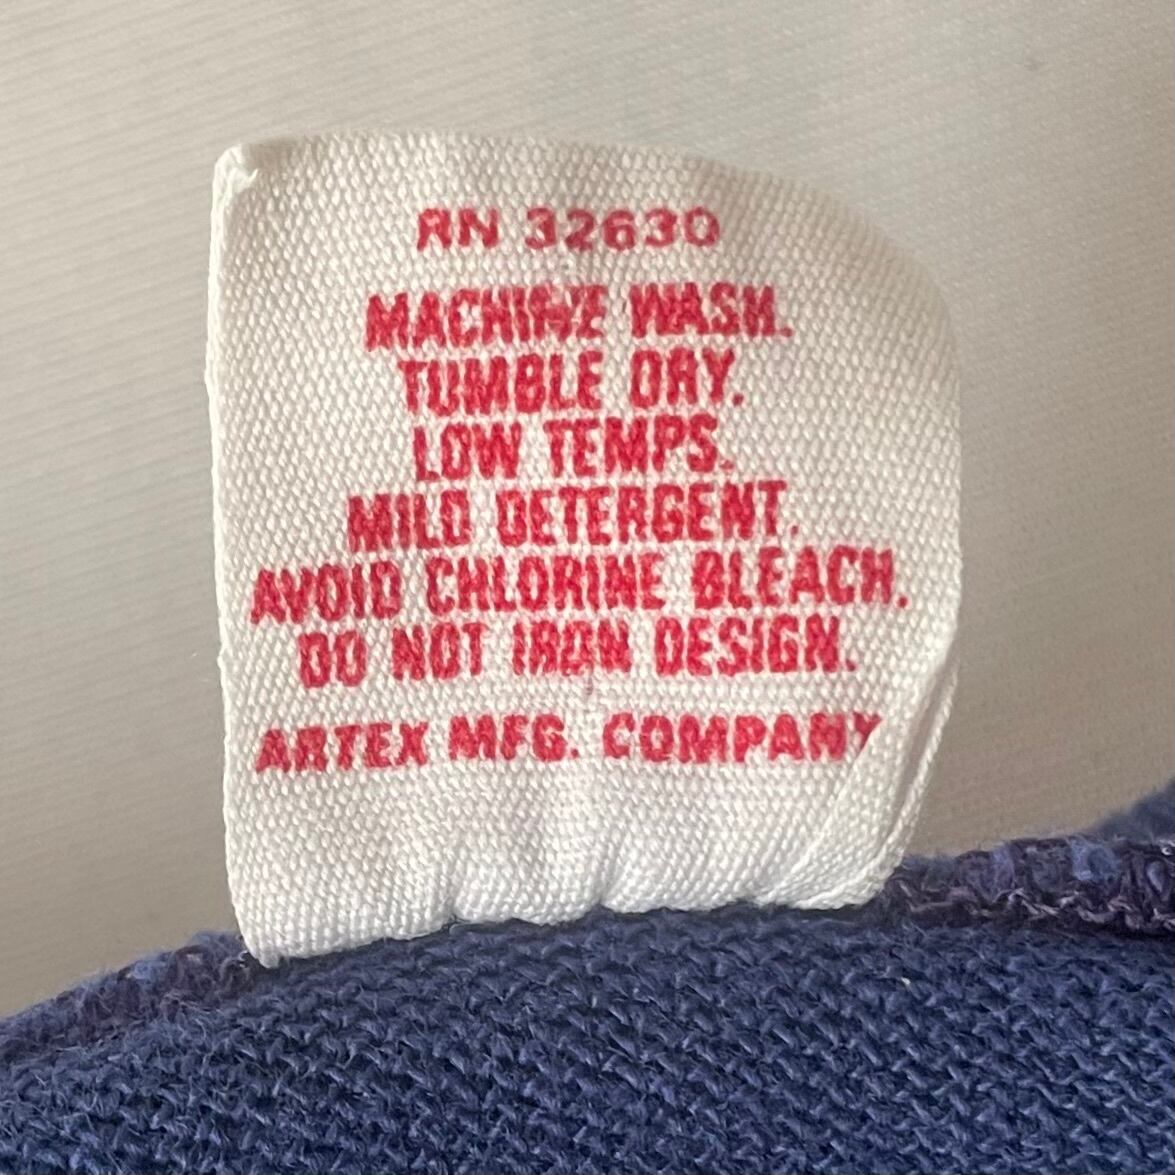 RN 32630
MACHINE WASH.
TUMBLE DRY.
LOW TEMPS.
MILD DETERGENT.
AVOID CHLORINE BLEACH.
DO NOT IRON DESIGN.
ARTEX MFG. COMPANY